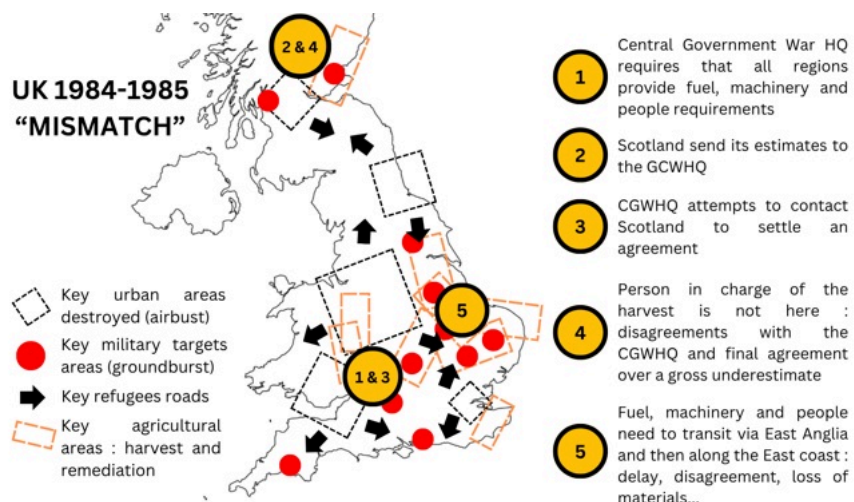 UK 1984-1985
“MISMATCH”
2 & 4
5
1 & 3
Key urban areas
destroyed (airbust)
Key military targets
areas (groundburst)
Key refugees roads
Key agricultural
areas : harvest and
remediation
1
Central Government War HQ
requires that all regions
provide fuel, machinery and
people requirements
2
Scotland send its estimates to
the GCWHQ
3
CGWHQ attempts to contact
Scotland to settle an
agreement
4
Person in charge of the
harvest is not here :
disagreements with the
CGWHQ and final agreement
over a gross underestimate
5
Fuel, machinery and people
need to transit via East Anglia
and then along the East coast :
delay, disagreement, loss of
materials...